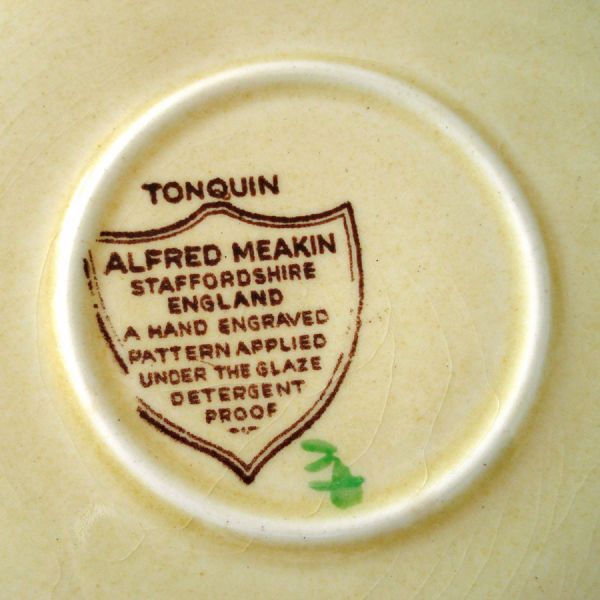 TONQUIN
ALFRED MEAKIN
STAFFORDSHIRE
ENGLAND
A HAND ENGRAVED
PATTERN APPLIED
UNDER THE GLAZE
DETERGENT
PROOF